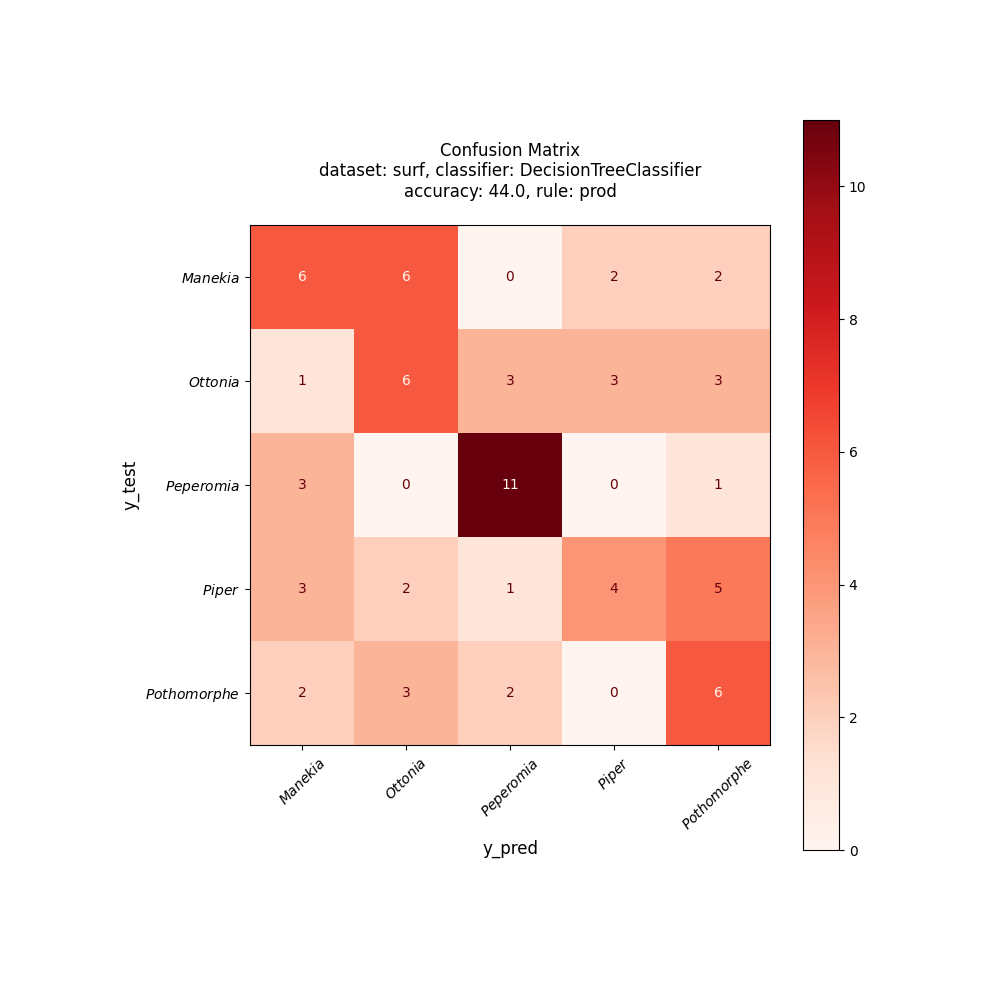 Confusion Matrix
dataset: surf, classifier: DecisionTreeClassifier
accuracy: 44.0, rule: prod
Manekia 6 6 0 2 2
Ottonia 1 6 3 3 3
Peperomia 3 0 11 0 1
Piper 3 2 1 4 5
Pothomorphe 2 3 2 0 6
y_test
Manekia Ottonia Peperomia Piper Pothomorphe
y_pred
10
8
6
4
2
0